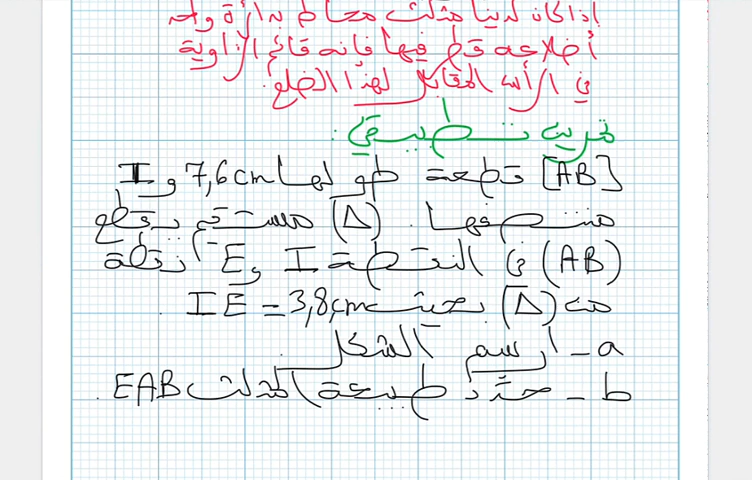 إذا كان لدينا مثلث محاط بدائرة وأحد
أضلاعه قطر فيها فإنه قائم الزاوية
في الرأس المقابل لهذا الضلع.
تمرين تطبيقي :
[AB] قطعة طولها 7,6cm و I
منتصفها . (Δ) مستقيم يقطع
(AB) في النقطة I و E نقطة
من (Δ) بحيث IE = 3,8cm .
a - ارسم الشكل .
b - حدّد طبيعة المثلث EAB .